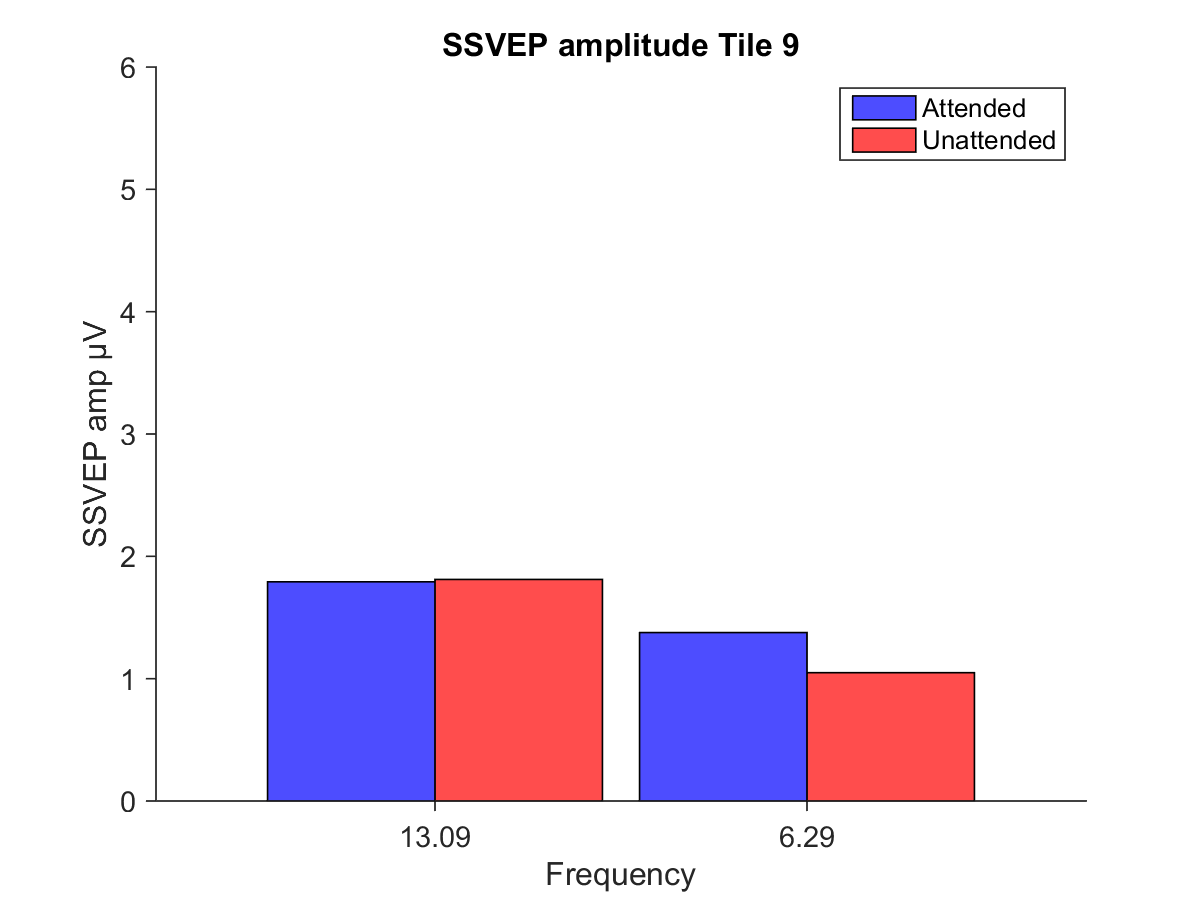 SSVEP amplitude Tile 9
Attended
Unattended
6
5
4
3
2
1
0
SSVEP amp µV
13.09
6.29
Frequency